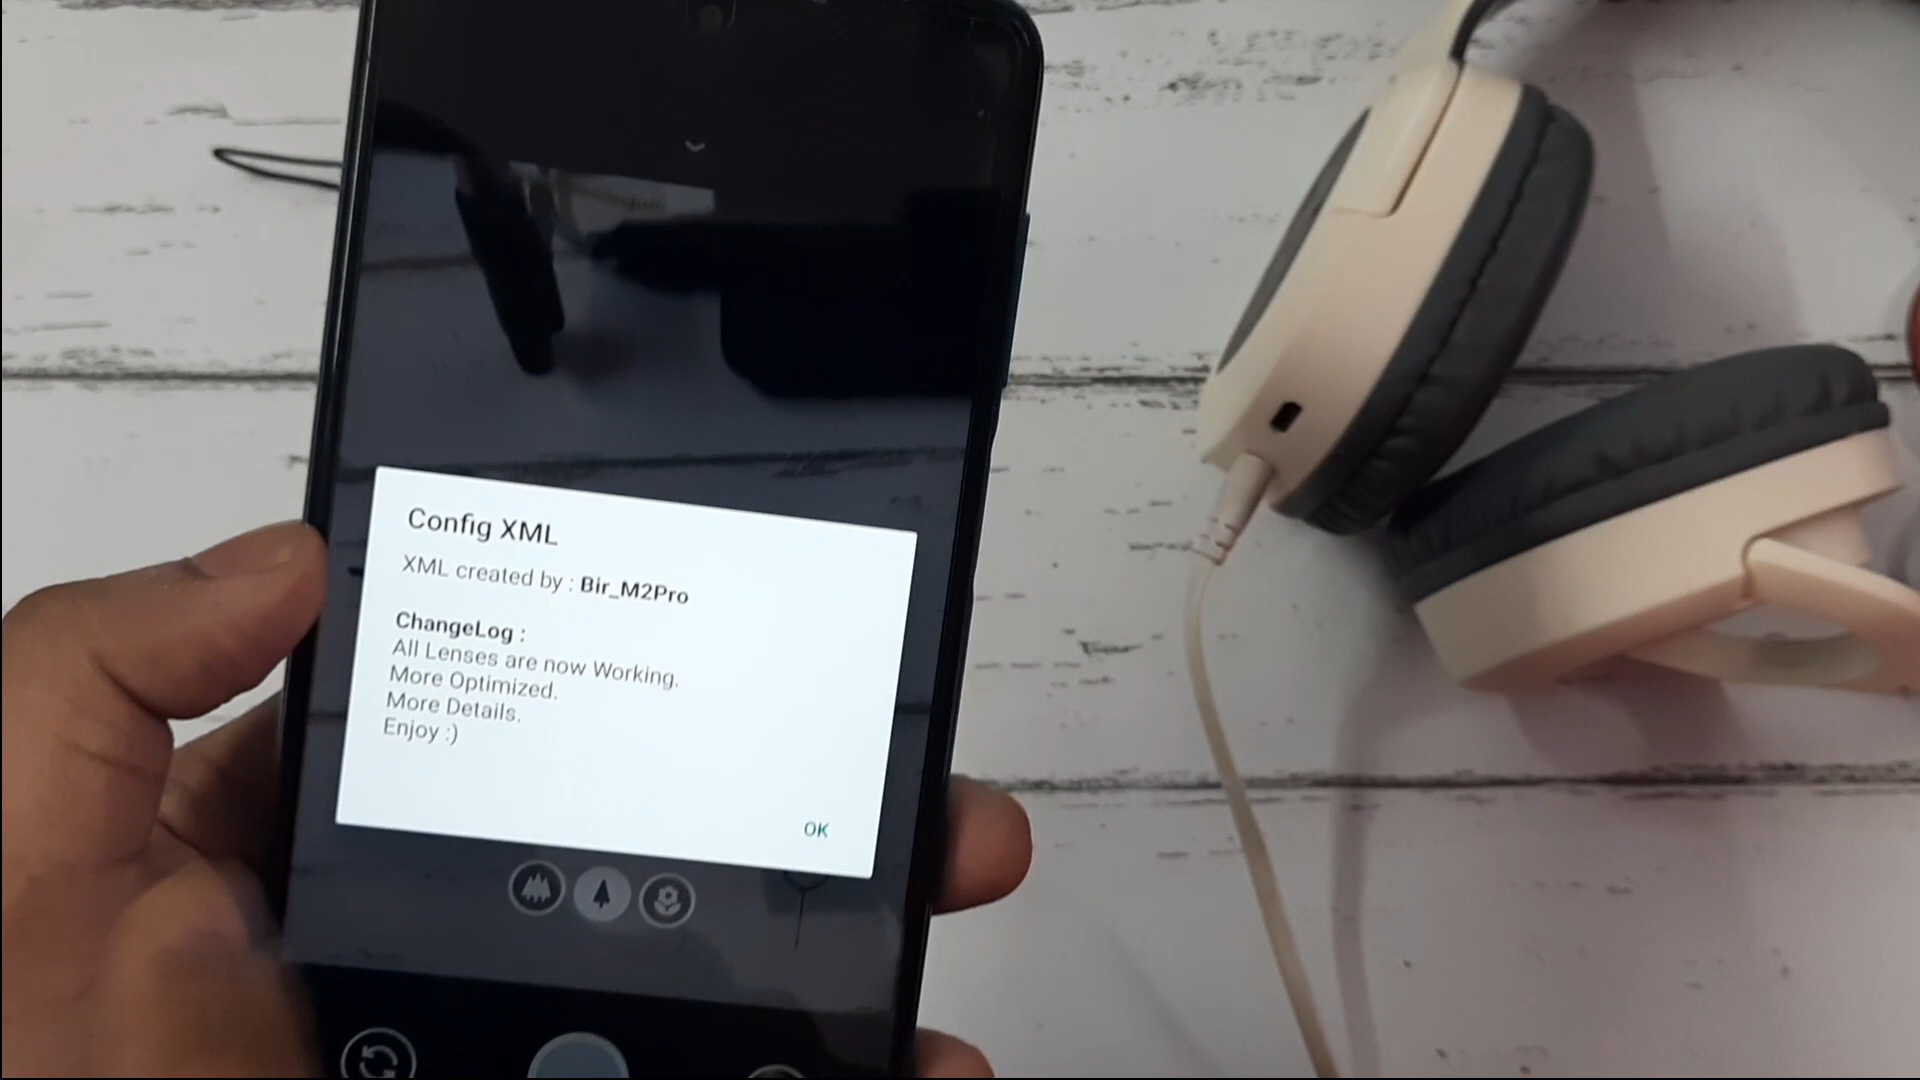 Config XML
XML created by : Bir_M2Pro
ChangeLog :
All Lenses are now Working.
More Optimized.
More Details.
Enjoy :)
OK